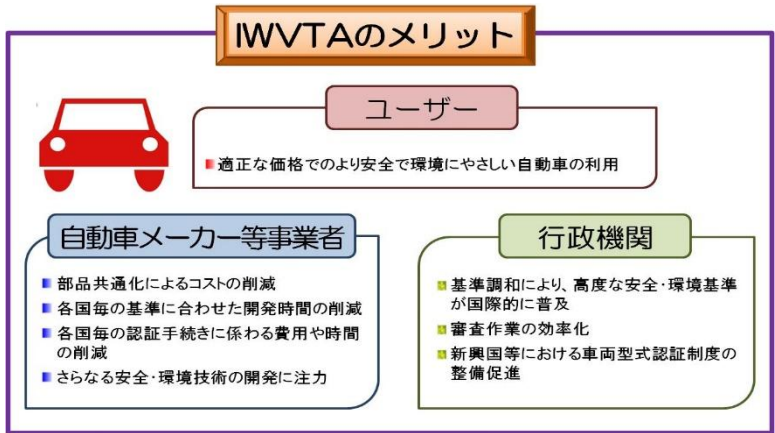 IWVTAのメリット
ユーザー
適正な価格でのより安全で環境にやさしい自動車の利用
自動車メーカー等事業者
部品共通化によるコストの削減
各国毎の基準に合わせた開発時間の削減
各国毎の認証手続きに係わる費用や時間
の削減
さらなる安全・環境技術の開発に注力
行政機関
基準調和により、高度な安全・環境基準
が国際的に普及
審査作業の効率化
新興国等における車両型式認証制度の
整備促進